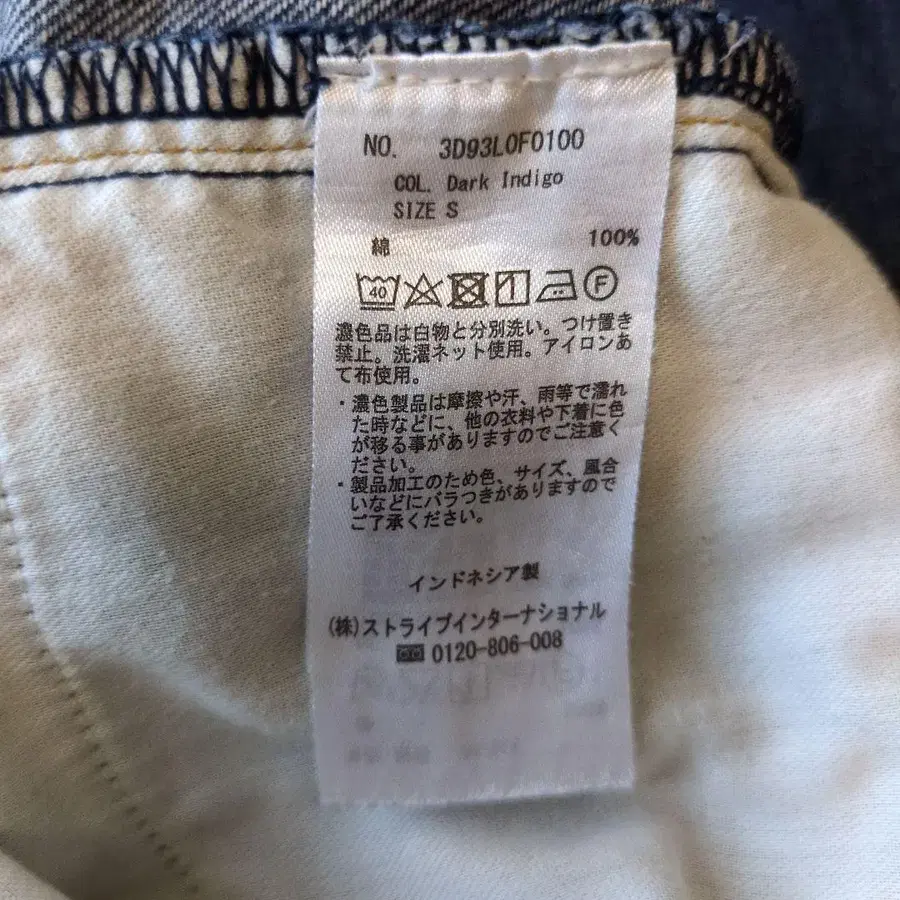 NO. 3D93L0F0100
COL. Dark Indigo
SIZE S
綿 100%
40 F
濃色品は白物と分別洗い。つけ置き
禁止。洗濯ネット使用。アイロンあ
て布使用。
・濃色製品は摩擦や汗、雨等で濡れ
た時などに、他の衣料や下着に色
が移る事がありますのでご注意く
ださい。
・製品加工のため色、サイズ、風合
いなどにバラつきがありますので
ご了承ください。
インドネシア製
(株)ストライプインターナショナル
0120-806-008